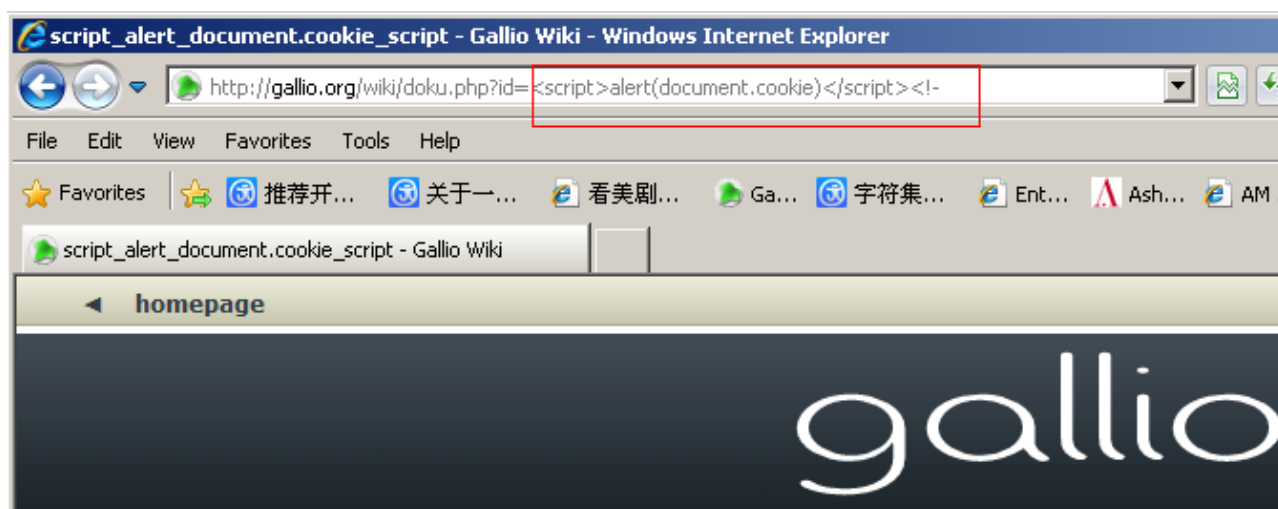 script_alert_document.cookie_script - Gallio Wiki - Windows Internet Explorer
http://gallio.org/wiki/doku.php?id=<script>alert(document.cookie)</script><!-
File Edit View Favorites Tools Help
Favorites 推荐开... 关于一... 看美剧... Ga... 字符集... Ent... Ash... AM
script_alert_document.cookie_script - Gallio Wiki
◄ homepage
gallio